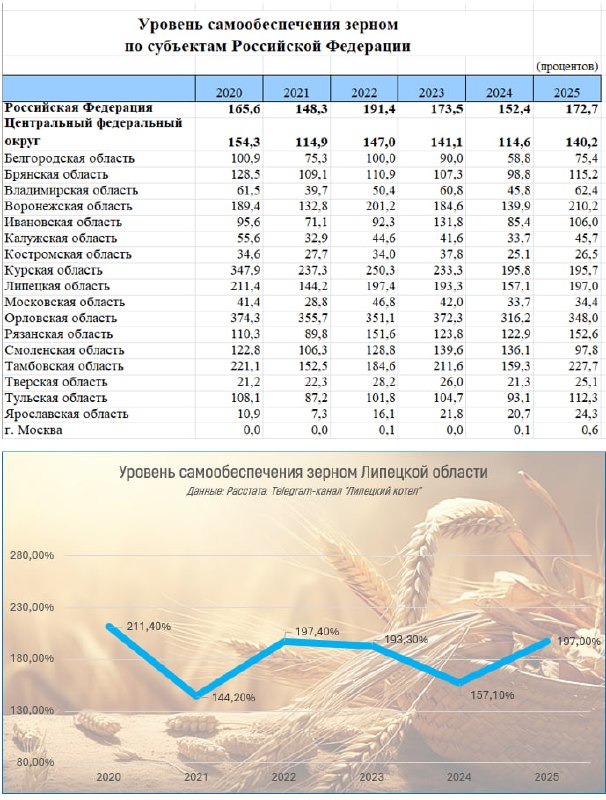 Уровень самообеспечения зерном
по субъектам Российской Федерации
(процентов)
2020 2021 2022 2023 2024 2025
Российская Федерация 165,6 148,3 191,4 173,5 152,4 172,7
Центральный федеральный
округ 154,3 114,9 147,0 141,1 114,6 140,2
Белгородская область 100,9 75,3 100,0 90,0 58,8 75,4
Брянская область 128,5 109,1 110,9 107,3 98,8 115,2
Владимирская область 61,5 39,7 50,4 60,8 45,8 62,4
Воронежская область 189,4 132,8 201,2 184,6 139,9 210,2
Ивановская область 95,6 71,1 92,3 131,8 85,4 106,0
Калужская область 55,6 32,9 44,6 41,6 33,7 45,7
Костромская область 34,6 27,7 34,0 37,8 25,1 26,5
Курская область 347,9 237,3 250,3 233,3 195,8 195,7
Липецкая область 211,4 144,2 197,4 193,3 157,1 197,0
Московская область 41,4 28,8 46,8 42,0 33,7 34,4
Орловская область 374,3 355,7 351,1 372,3 316,2 348,0
Рязанская область 110,3 89,8 151,6 123,8 122,9 152,6
Смоленская область 122,8 106,3 128,8 139,6 136,1 97,8
Тамбовская область 221,1 152,5 184,6 211,6 159,3 227,7
Тверская область 21,2 22,3 28,2 26,0 21,3 25,1
Тульская область 108,1 87,2 101,8 104,7 93,1 112,3
Ярославская область 10,9 7,3 16,1 21,8 20,7 24,3
г. Москва 0,0 0,0 0,1 0,0 0,1 0,6
Уровень самообеспечения зерном Липецкой области
Данные: Расстата. Telegram-канал "Липецкий котел"
280,00%
230,00%
211,40% 197,40% 193,30% 197,00%
180,00%
144,20% 157,10%
130,00%
80,00%
2020 2021 2022 2023 2024 2025